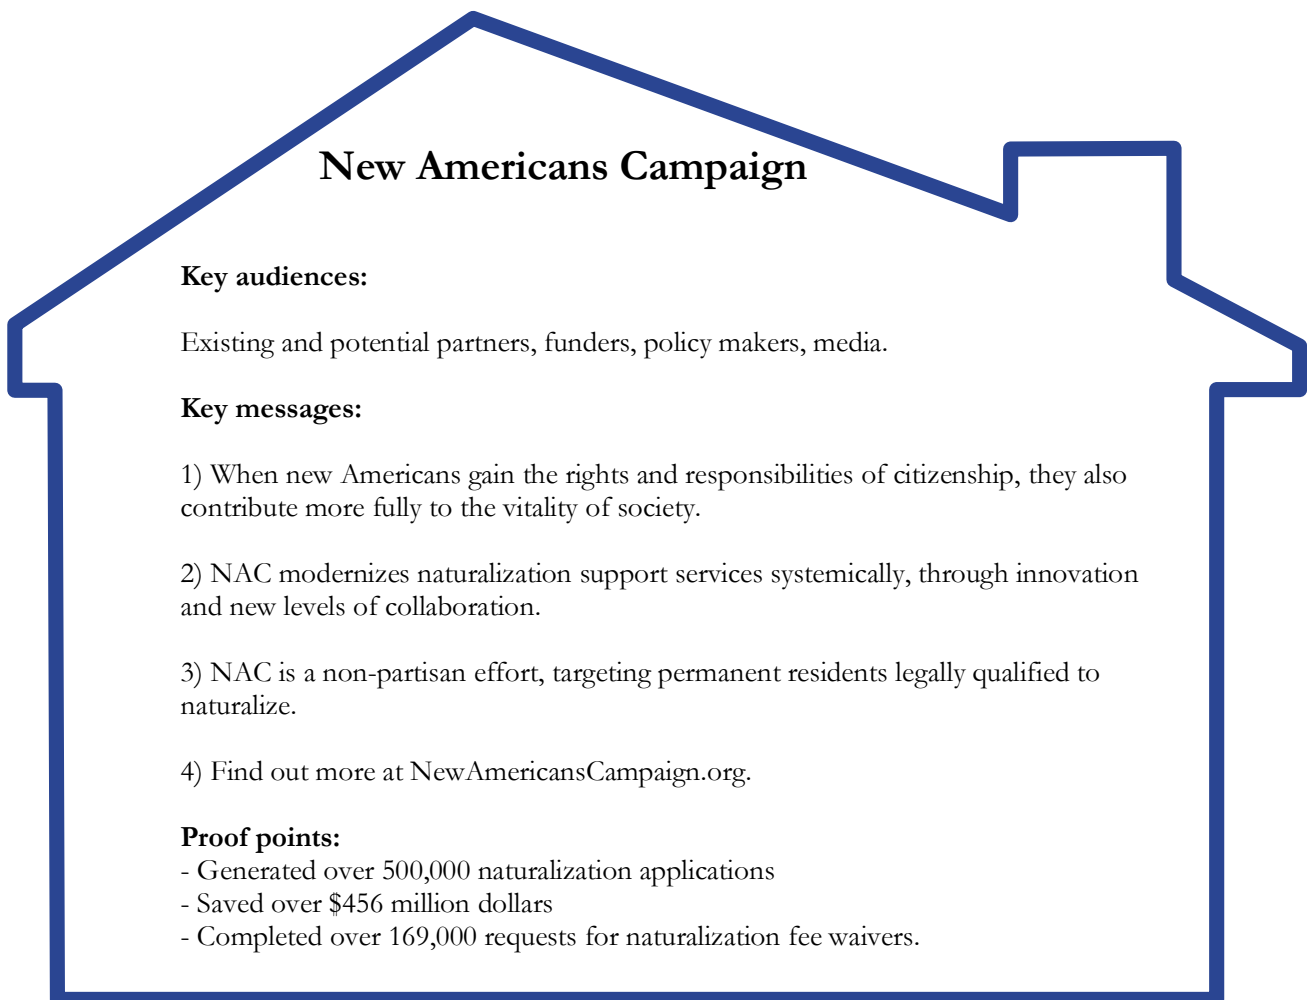 New Americans Campaign
Key audiences:
Existing and potential partners, funders, policy makers, media.
Key messages:
1) When new Americans gain the rights and responsibilities of citizenship, they also
contribute more fully to the vitality of society.
2) NAC modernizes naturalization support services systemically, through innovation
and new levels of collaboration.
3) NAC is a non-partisan effort, targeting permanent residents legally qualified to
naturalize.
4) Find out more at NewAmericansCampaign.org.
Proof points:
- Generated over 500,000 naturalization applications
- Saved over $456 million dollars
- Completed over 169,000 requests for naturalization fee waivers.